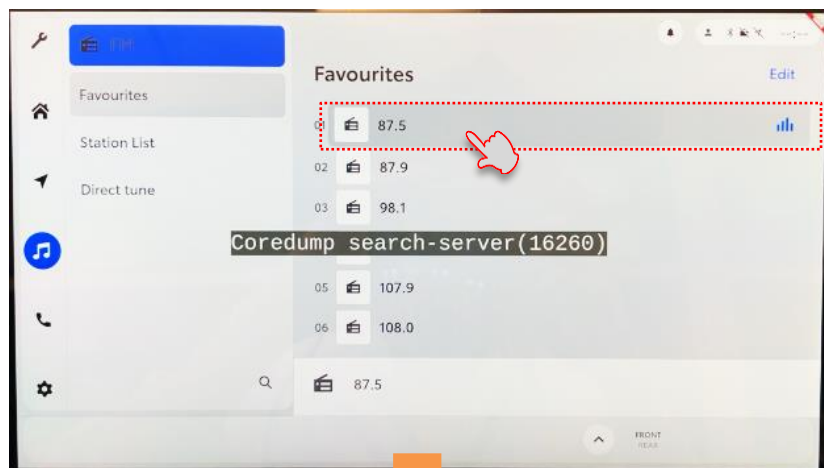 FM
Favourites
Station List
Direct tune
Favourites
Edit
01 87.5
02 87.9
03 98.1
Coredump search-server(16260)
05 107.9
06 108.0
87.5
--:--
FRONT
REAR